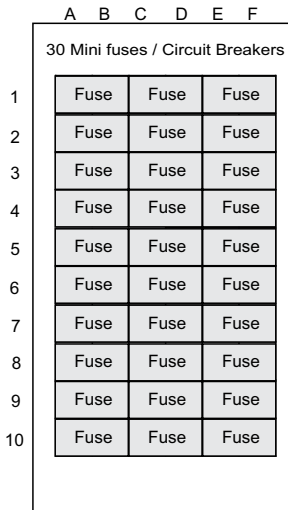 A B C D E F
30 Mini fuses / Circuit Breakers
1 Fuse Fuse Fuse
2 Fuse Fuse Fuse
3 Fuse Fuse Fuse
4 Fuse Fuse Fuse
5 Fuse Fuse Fuse
6 Fuse Fuse Fuse
7 Fuse Fuse Fuse
8 Fuse Fuse Fuse
9 Fuse Fuse Fuse
10 Fuse Fuse Fuse